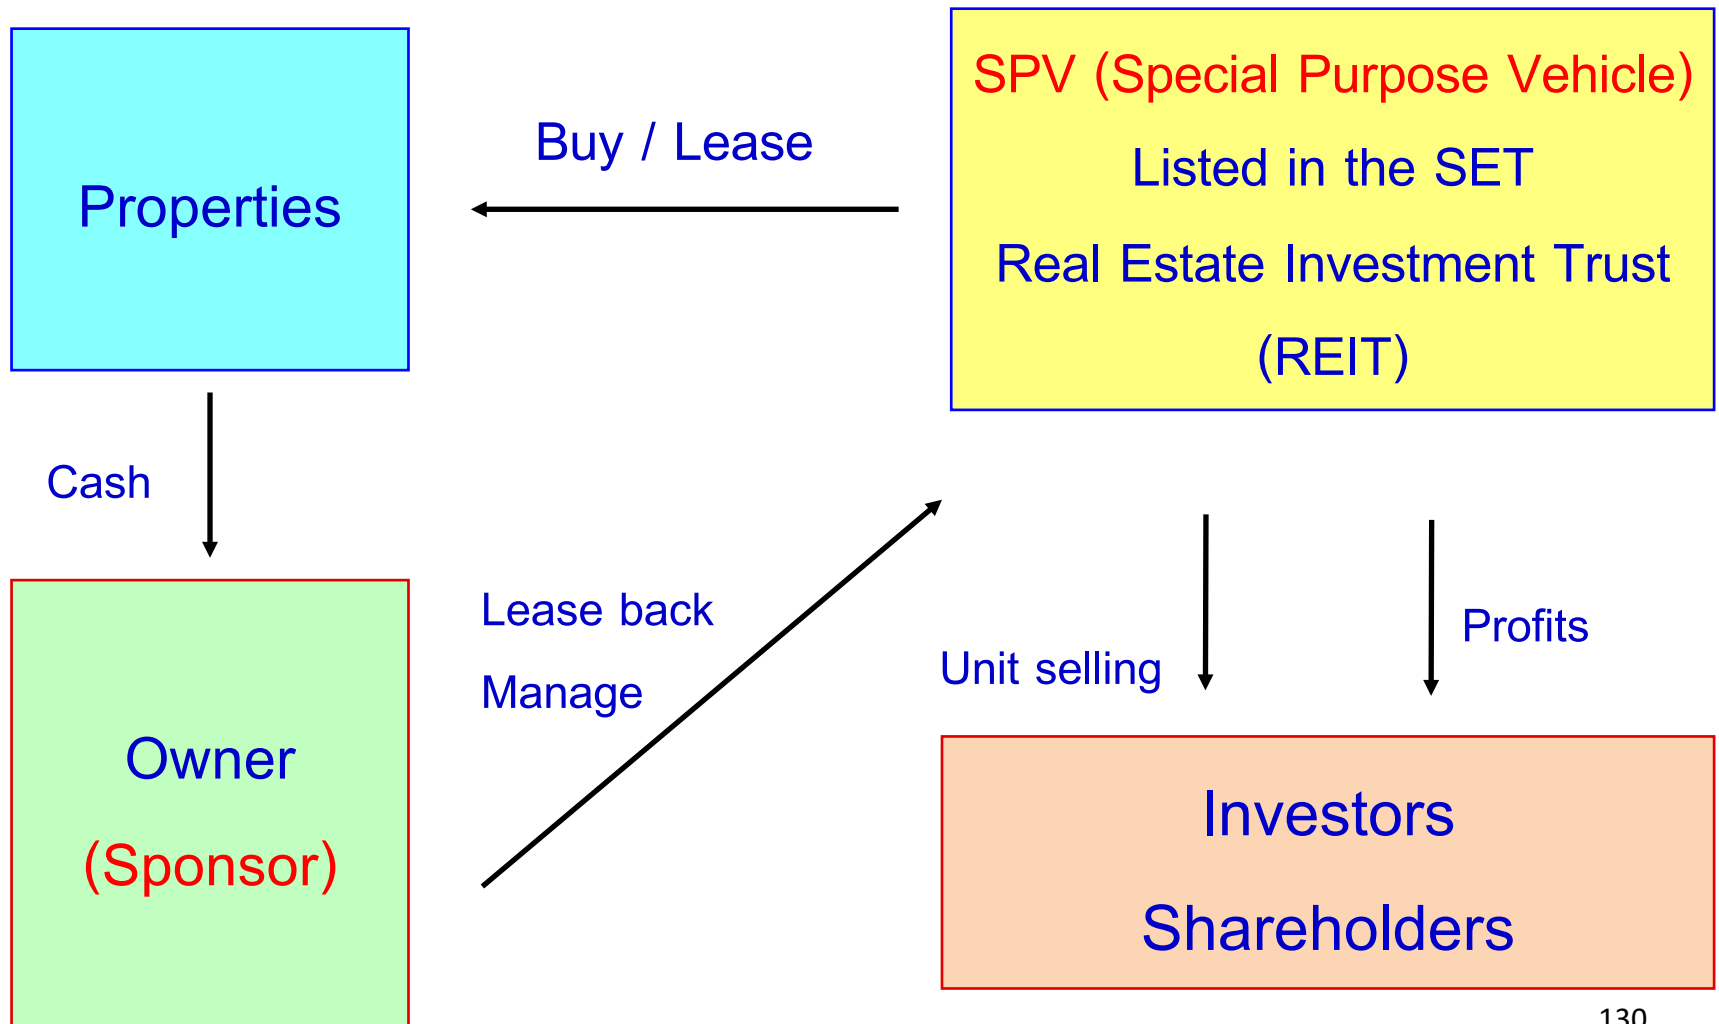 Properties
Buy / Lease
SPV (Special Purpose Vehicle)
Listed in the SET
Real Estate Investment Trust
(REIT)
Cash
Lease back
Manage
Unit selling
Profits
Owner
(Sponsor)
Investors
Shareholders
130